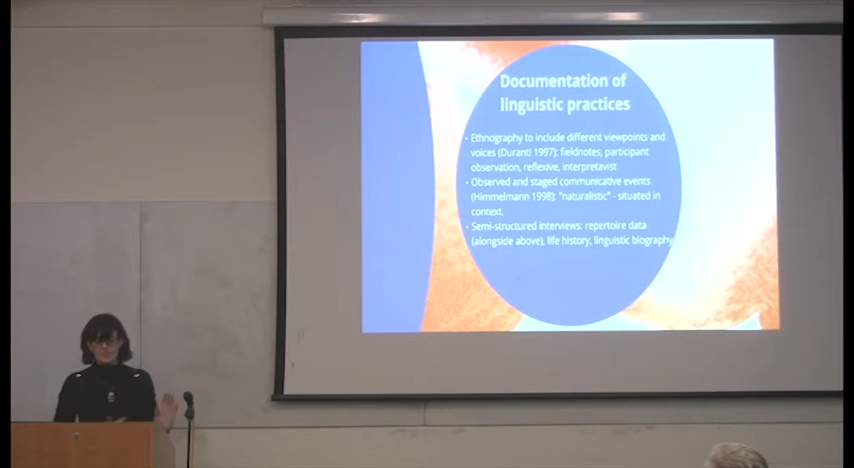 Documentation of
linguistic practices
• Ethnography to include different viewpoints and
voices (Duranti 1997): fieldnotes, participant
observation, reflexive, interpretavist
• Observed and staged communicative events
(Himmelmann 1998): "naturalistic" - situated in
context.
• Semi-structured interviews: repertoire data
(alongside above), life history, linguistic biography